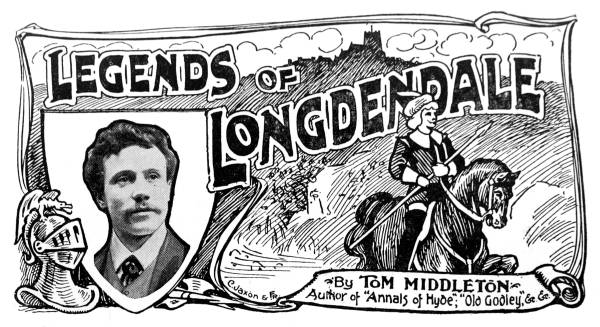 LEGENDS OF
LONGDENDALE
By TOM MIDDLETON
Author of "Annals of Hyde"; "Old Godley," &c &c.